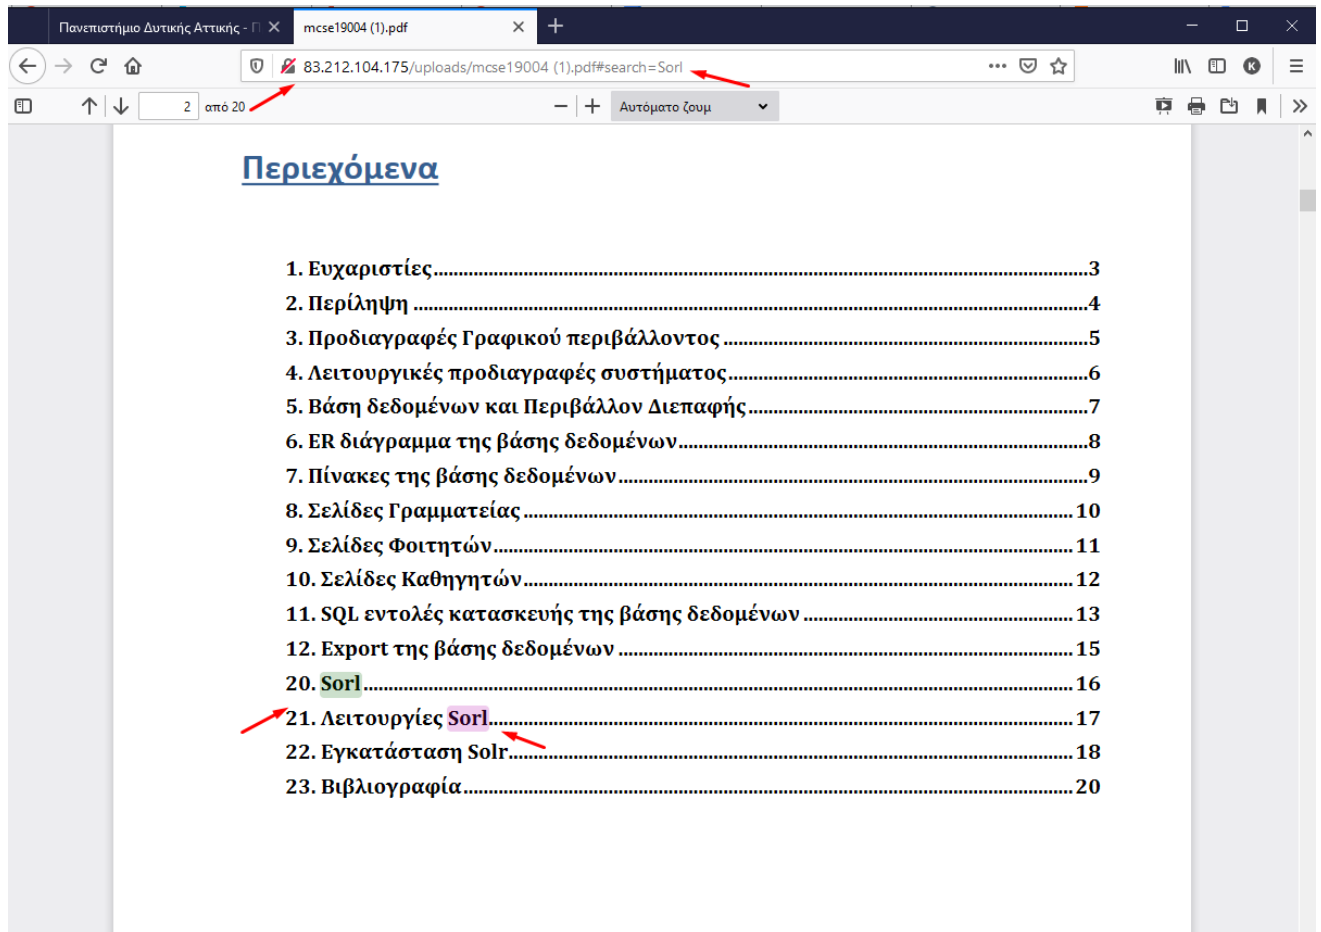 Πανεπιστήμιο Δυτικής Αττικής - Π
mcse19004 (1).pdf
83.212.104.175/uploads/mcse19004 (1).pdf#search=Sorl
K
2 από 20
Αυτόματο ζουμ
Περιεχόμενα
1. Ευχαριστίες 3
2. Περίληψη 4
3. Προδιαγραφές Γραφικού περιβάλλοντος 5
4. Λειτουργικές προδιαγραφές συστήματος 6
5. Βάση δεδομένων και Περιβάλλον Διεπαφής 7
6. ER διάγραμμα της βάσης δεδομένων 8
7. Πίνακες της βάσης δεδομένων 9
8. Σελίδες Γραμματείας 10
9. Σελίδες Φοιτητών 11
10. Σελίδες Καθηγητών 12
11. SQL εντολές κατασκευής της βάσης δεδομένων 13
12. Export της βάσης δεδομένων 15
20. Sorl 16
21. Λειτουργίες Sorl 17
22. Εγκατάσταση Solr 18
23. Βιβλιογραφία 20